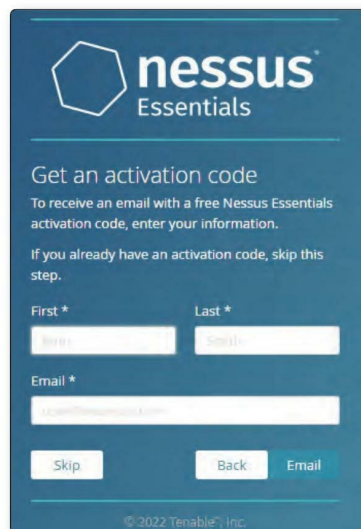 nessus
Essentials
Get an activation code
To receive an email with a free Nessus Essentials
activation code, enter your information.
If you already have an activation code, skip this
step.
First * Last *
Email *
Skip Back Email
© 2022 Tenable™, Inc.